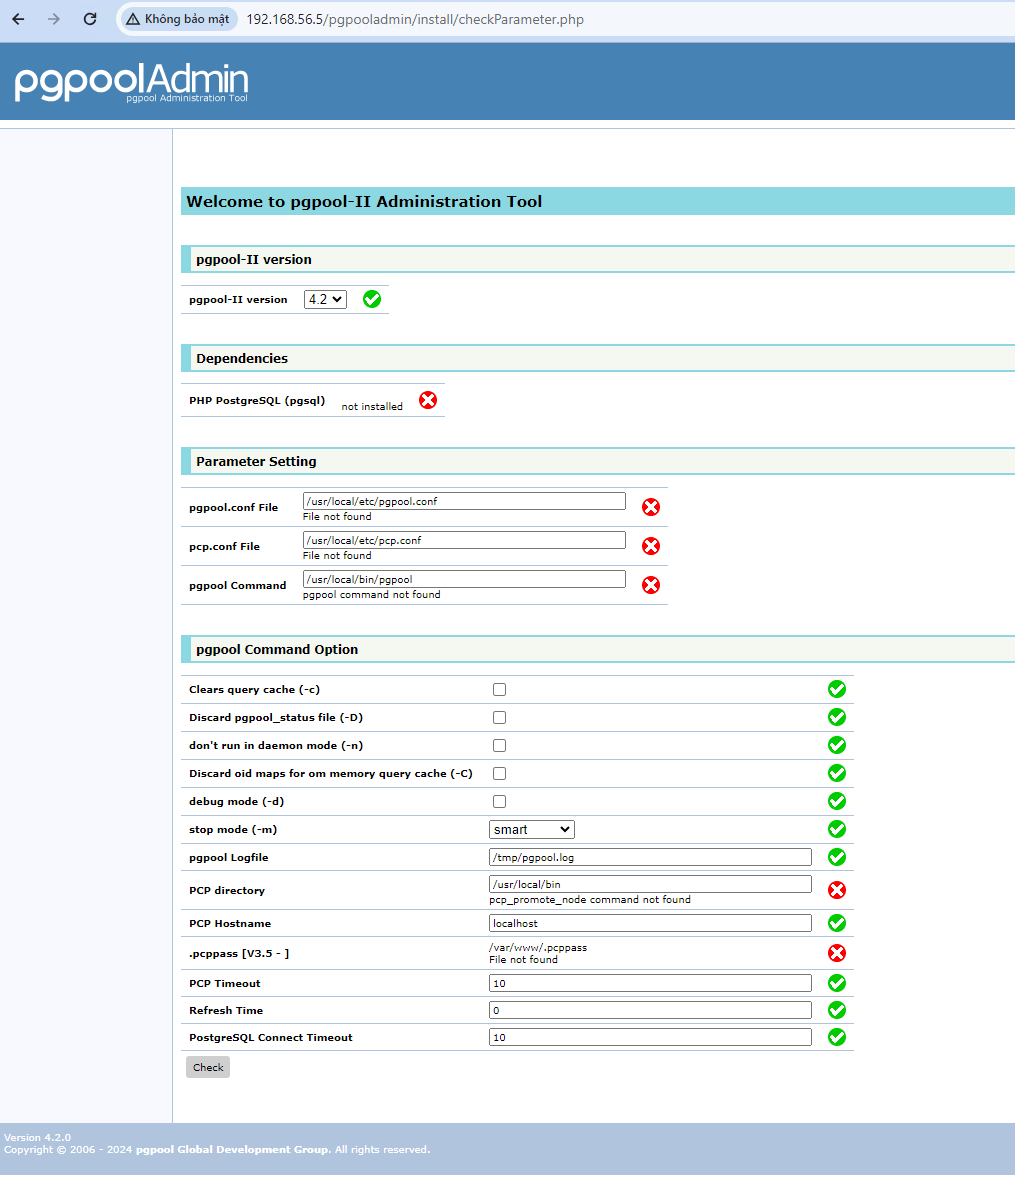 Không bảo mật 192.168.56.5/pgpooladmin/install/checkParameter.php
pgpoolAdmin
pgpool Administration Tool
Welcome to pgpool-II Administration Tool
pgpool-II version
pgpool-II version 4.2
Dependencies
PHP PostgreSQL (pgsql) not installed
Parameter Setting
pgpool.conf File /usr/local/etc/pgpool.conf
File not found
pcp.conf File /usr/local/etc/pcp.conf
File not found
pgpool Command /usr/local/bin/pgpool
pgpool command not found
pgpool Command Option
Clears query cache (-c)
Discard pgpool_status file (-D)
don't run in daemon mode (-n)
Discard oid maps for om memory query cache (-C)
debug mode (-d)
stop mode (-m) smart
pgpool Logfile /tmp/pgpool.log
PCP directory /usr/local/bin
pcp_promote_node command not found
PCP Hostname localhost
.pcppass [V3.5 - ] /var/www/.pcppass
File not found
PCP Timeout 10
Refresh Time 0
PostgreSQL Connect Timeout 10
Check
Version 4.2.0
Copyright © 2006 - 2024 pgpool Global Development Group. All rights reserved.